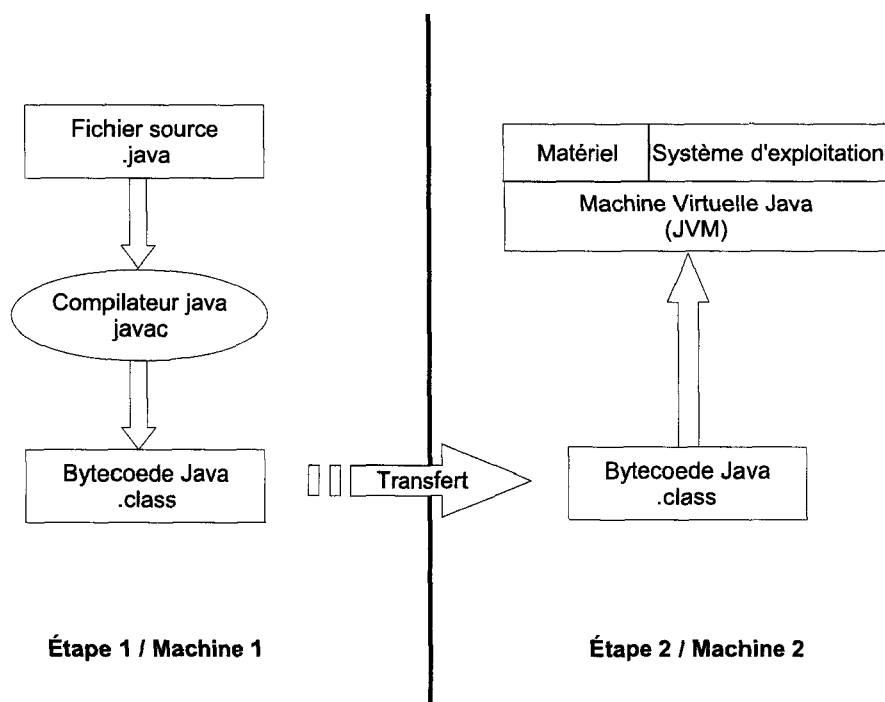 Fichier source
.java
Compilateur java
javac
Bytecoede Java
.class
Étape 1 / Machine 1
Transfert
Matériel
Système d'exploitation
Machine Virtuelle Java
(JVM)
Bytecoede Java
.class
Étape 2 / Machine 2